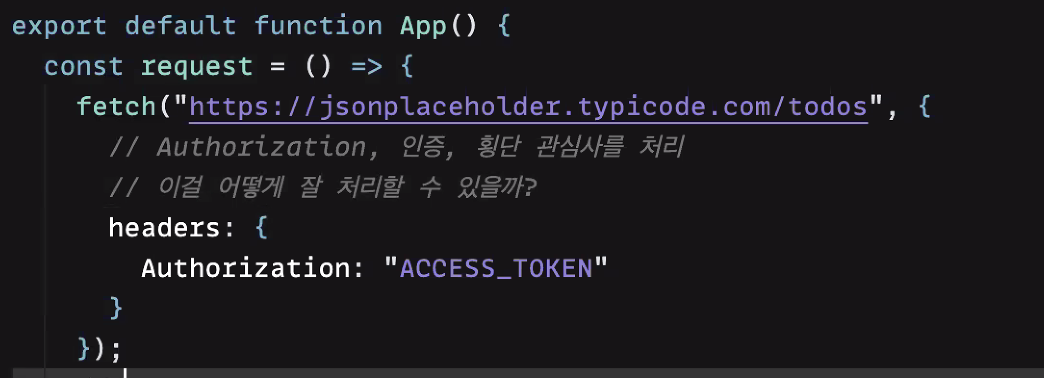 export default function App() {
const request = () => {
fetch("https://jsonplaceholder.typicode.com/todos", {
// Authorization, 인증, 횡단 관심사를 처리
// 이걸 어떻게 잘 처리할 수 있을까?
headers: {
Authorization: "ACCESS_TOKEN"
}
});